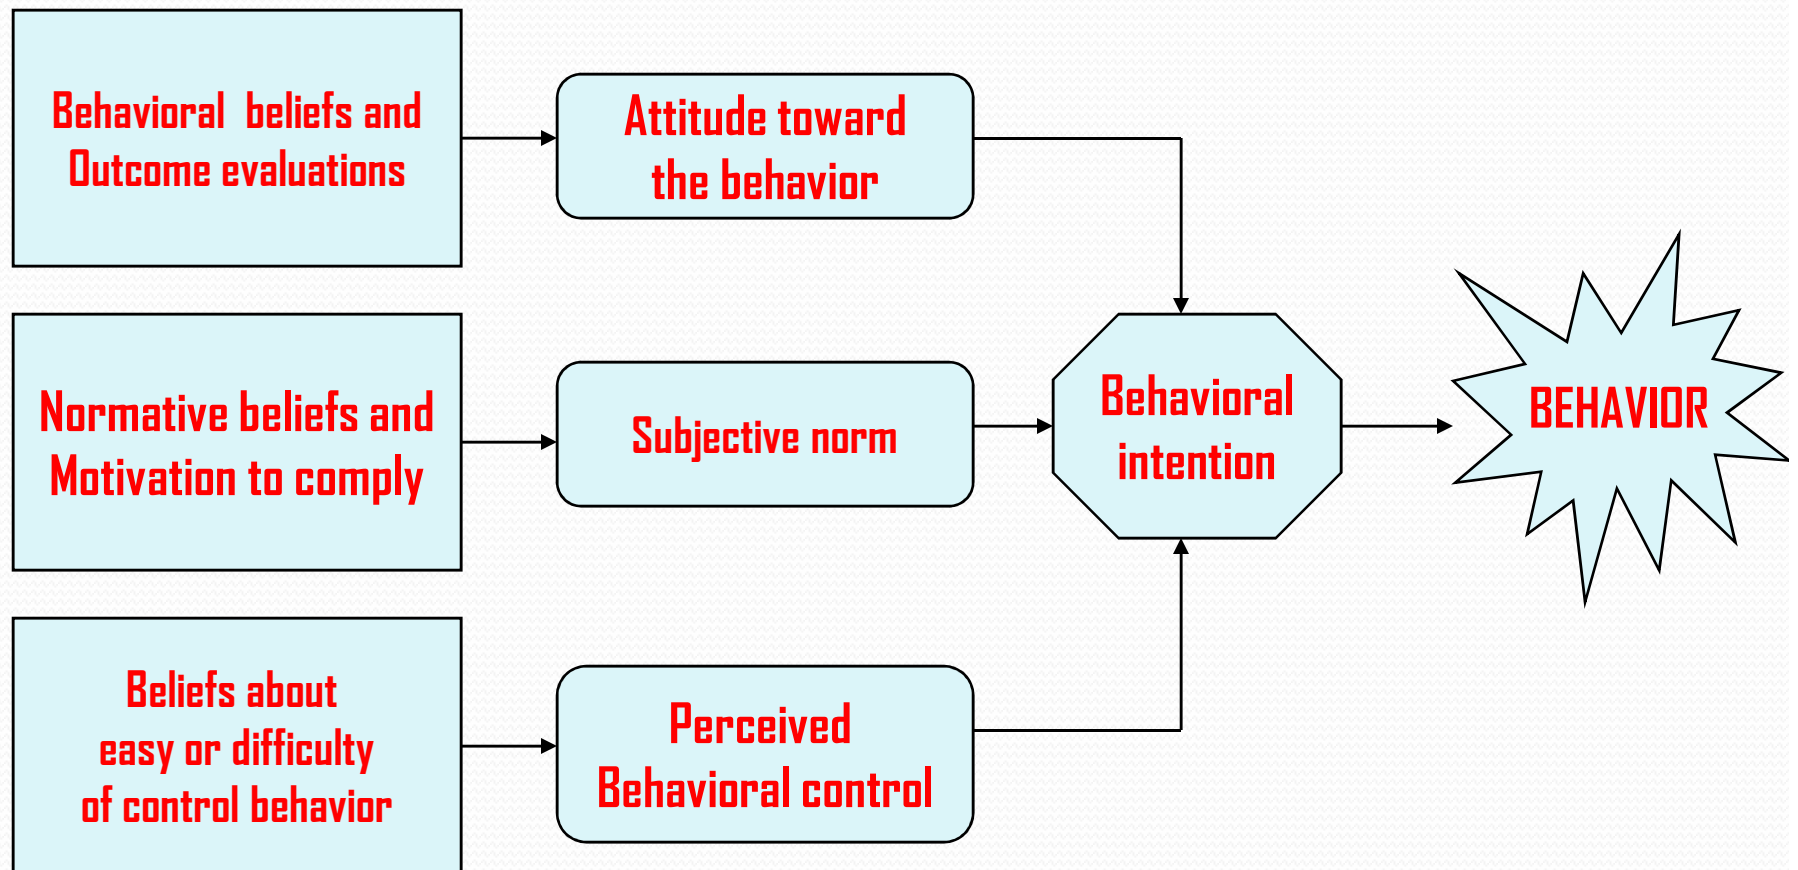 Behavioral beliefs and
Outcome evaluations
Attitude toward
the behavior
Normative beliefs and
Motivation to comply
Subjective norm
Behavioral
intention
BEHAVIOR
Beliefs about
easy or difficulty
of control behavior
Perceived
Behavioral control